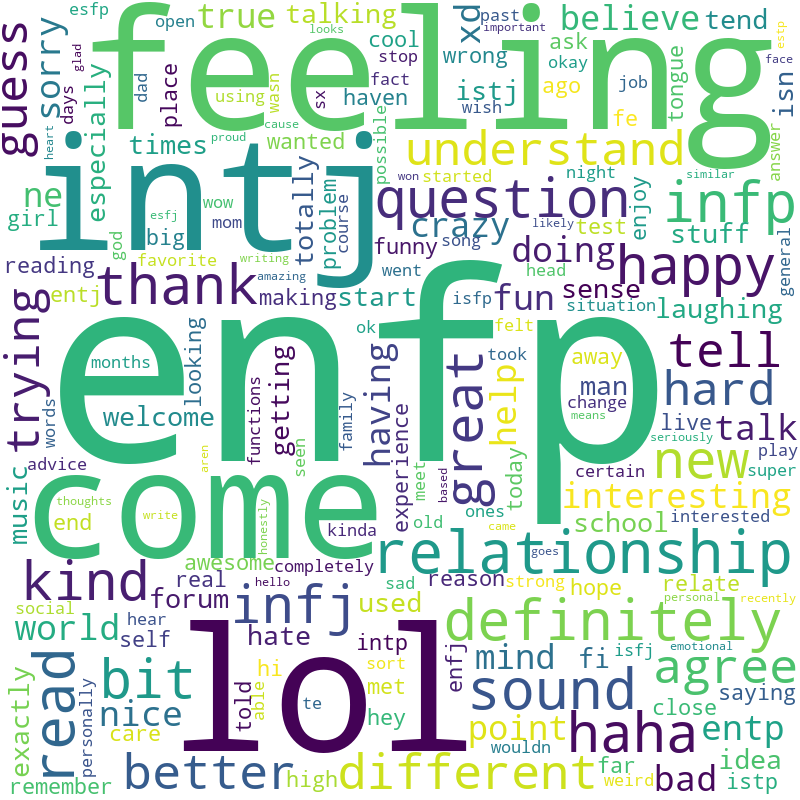 esfp open true talking past looks important believe tend estp
guess days sorry glad dad place feeling cool stop fact xd wrong ask okay job tongue face isn
especially using wasn sx haven istj wish ago fe
heart proud cause times wanted possible understand answer
ne intj won started night similar
girl wow totally question infp
esfj mom problem course crazy likely test enjoy stuff
god big funny song doing happy general
reading favorite writing went head
entj thank amazing making start isfp fun sense situation laughing
trying looking enfp ok felt tell
months having great took away man hard
words welcome getting help change
functions family means live talk
music advice aren seen experience meet based today certain new seriously play super
come thoughts write honestly old ones came interesting
end kinda school interested
awesome completely goes relationship
kind real hello sad reason strong hope relate
social forum infj used personal recently
world hear self hate intp definitely
read bit hi sort enfj mind fi isfj emotional agree
exactly personally nice told able lol te met sound saying
care hey point haha close entp
wouldn far idea
remember better high different weird bad istp